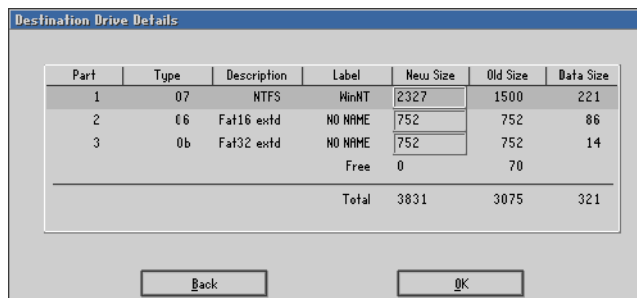 Destination Drive Details
Part Type Description Label New Size Old Size Data Size
1 07 NTFS WinNT 2327 1500 221
2 06 Fat16 extd NO NAME 752 752 86
3 0b Fat32 extd NO NAME 752 752 14
Free 0 70
Total 3831 3075 321
Back OK